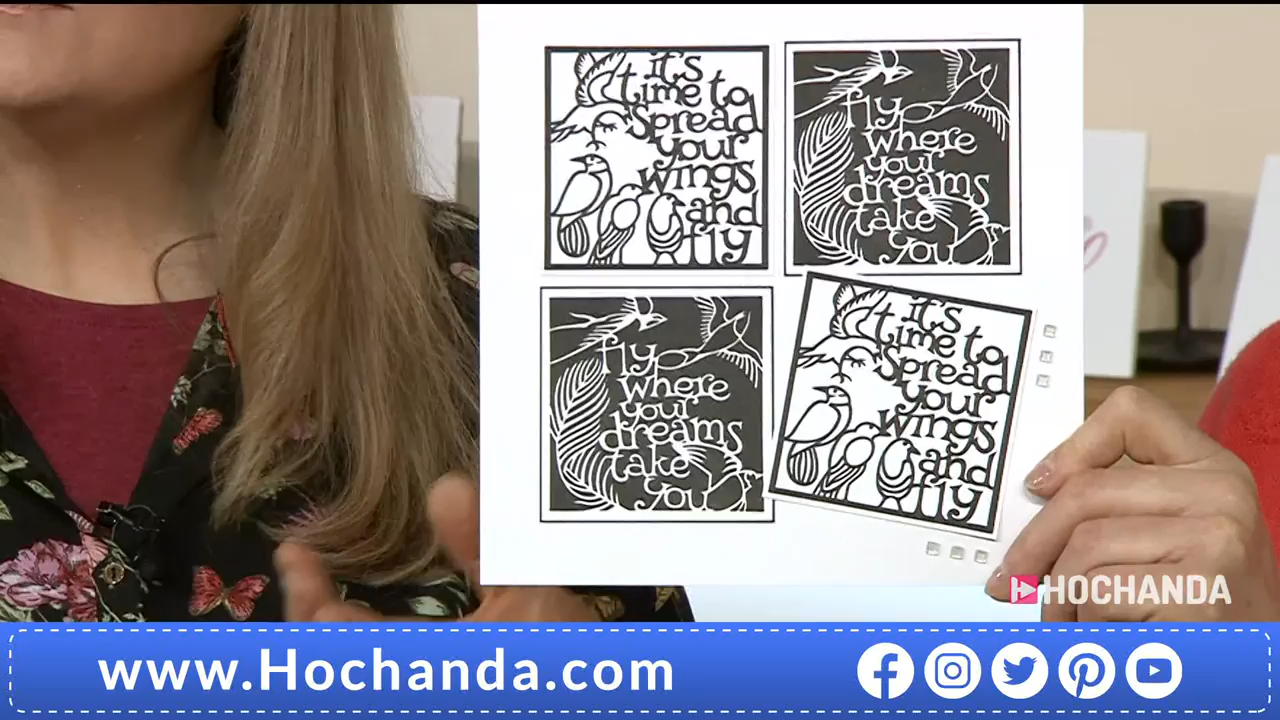 it's
time to
Spread
your
wings
and
fly
fly
where
your
dreams
take
you
fly
where
your
dreams
take
you
it's
time to
Spread
your
wings
and
fly
HOCHANDA
www.Hochanda.com